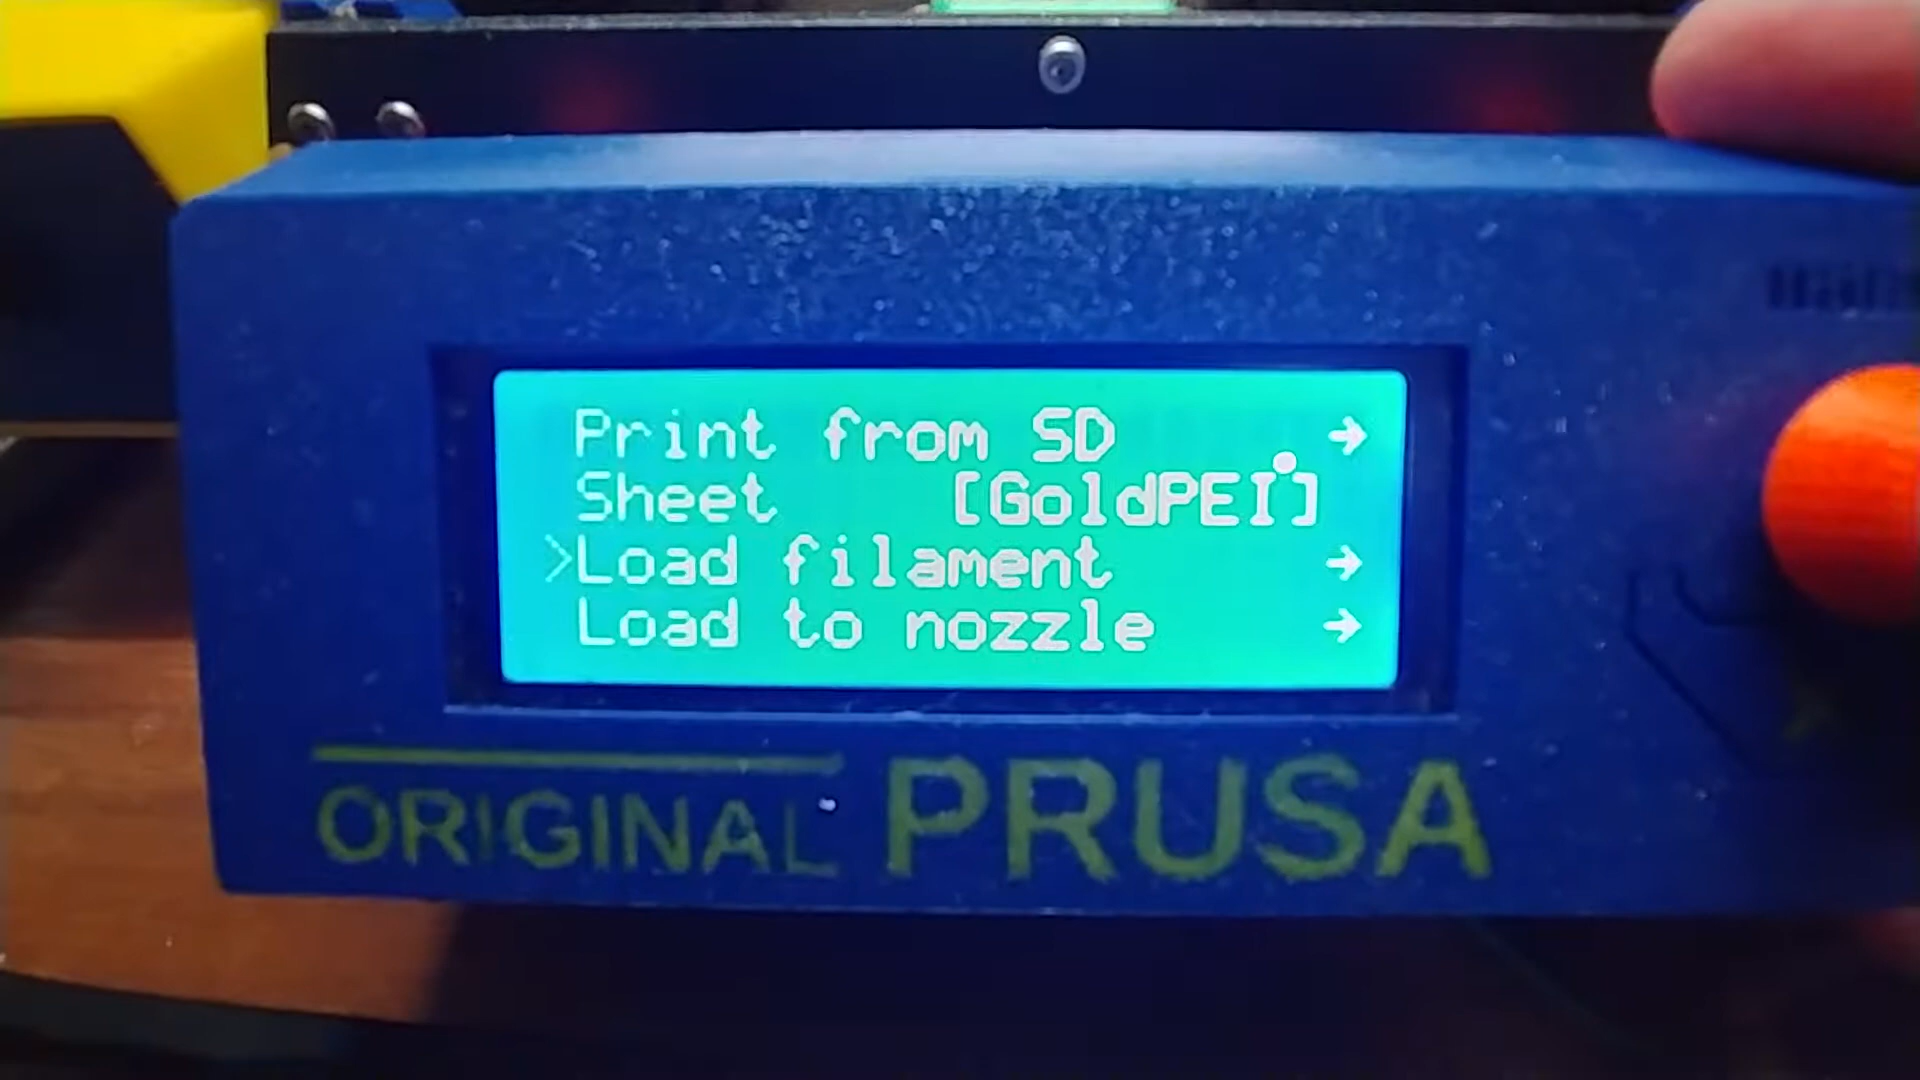 Print from SD →
Sheet [GoldPEI]
>Load filament →
Load to nozzle →
ORIGINAL PRUSA